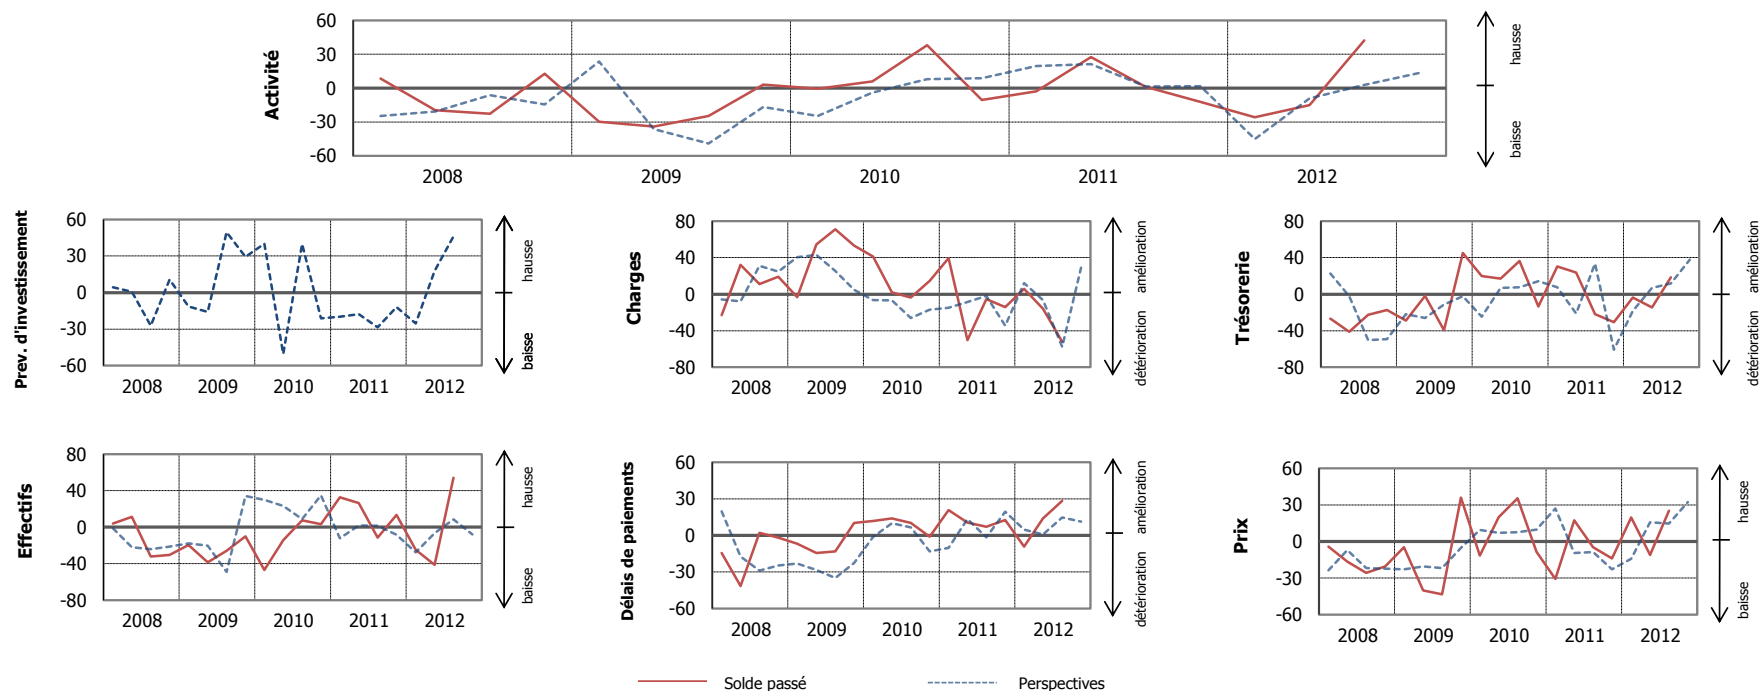 Activité
60
30
0
-30
-60
2008 2009 2010 2011 2012
hausse
baisse
Prev. d'investissement
60
30
0
-30
-60
2008 2009 2010 2011 2012
hausse
baisse
Charges
80
40
0
-40
-80
2008 2009 2010 2011 2012
amélioration
détérioration
Trésorerie
80
40
0
-40
-80
2008 2009 2010 2011 2012
amélioration
détérioration
Effectifs
80
40
0
-40
-80
2008 2009 2010 2011 2012
hausse
baisse
Délais de paiements
60
30
0
-30
-60
2008 2009 2010 2011 2012
amélioration
détérioration
Prix
60
30
0
-30
-60
2008 2009 2010 2011 2012
hausse
baisse
Solde passé Perspectives